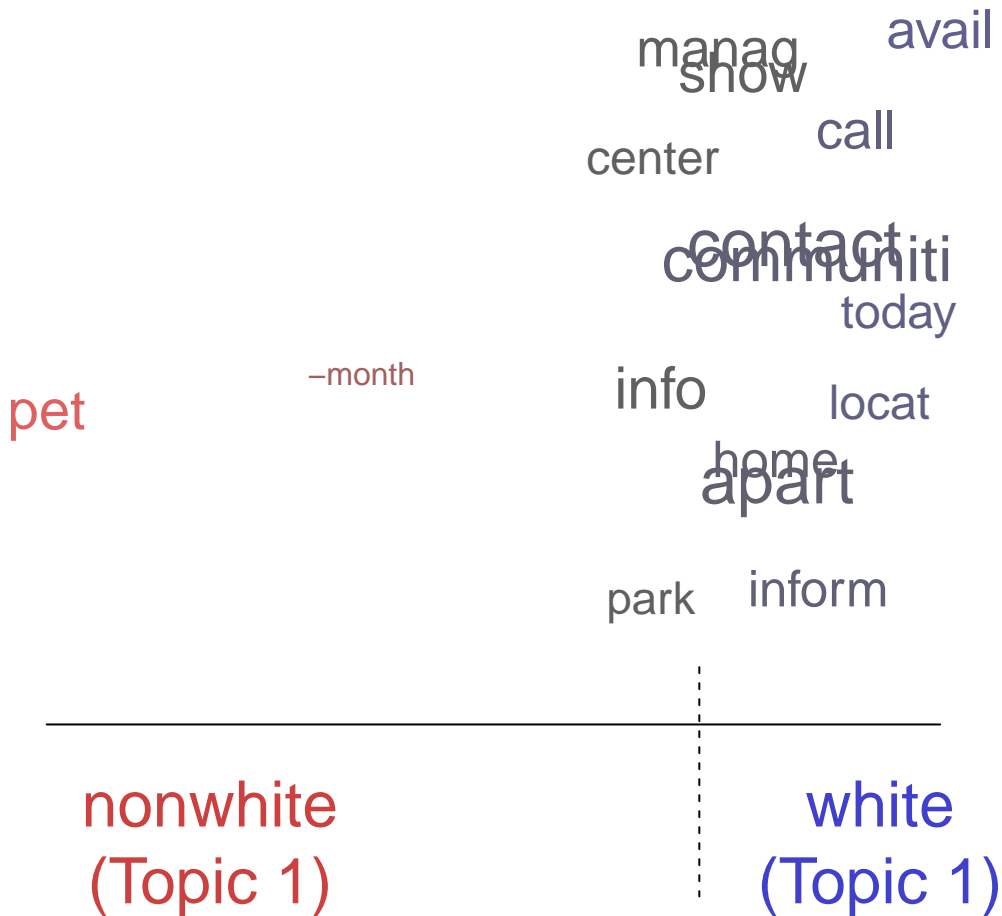 avail
manag
show
call
center
contact
communiti
today
–month
info
pet
locat
home
apart
inform
park
nonwhite
(Topic 1)
white
(Topic 1)